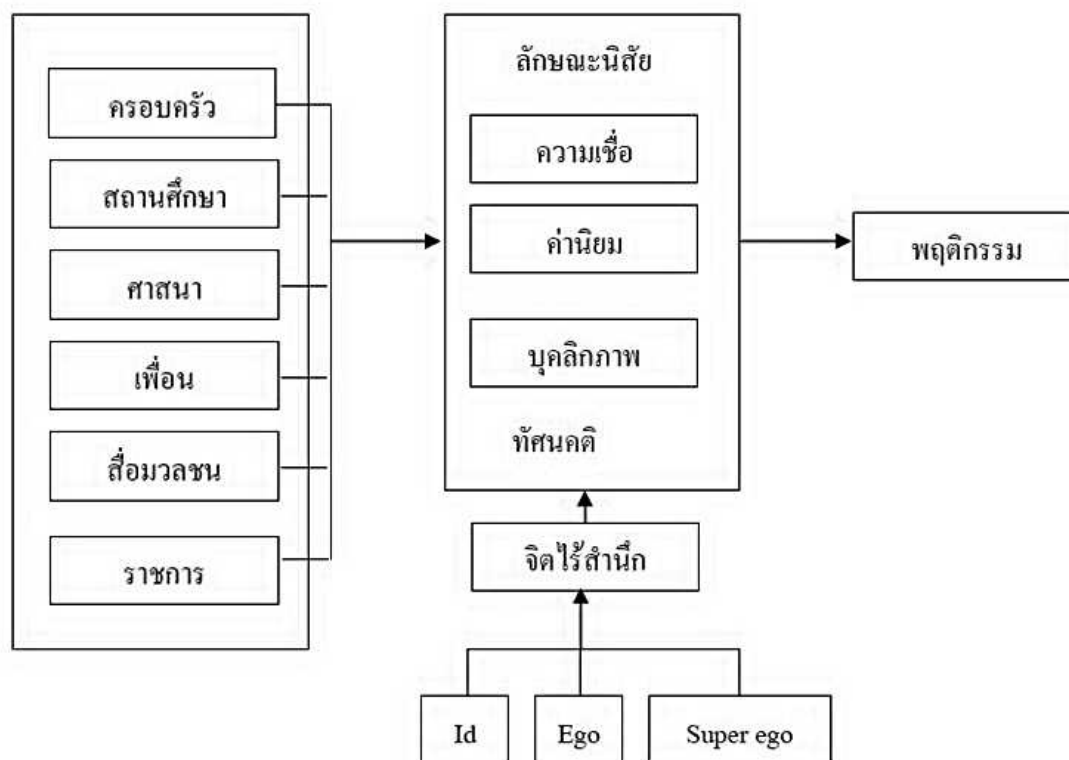 ครอบครัว
สถานศึกษา
ศาสนา
เพื่อน
สื่อมวลชน
ราชการ
ลักษณะนิสัย
ความเชื่อ
ค่านิยม
บุคลิกภาพ
ทัศนคติ
จิตไร้สำนึก
Id
Ego
Super ego
พฤติกรรม